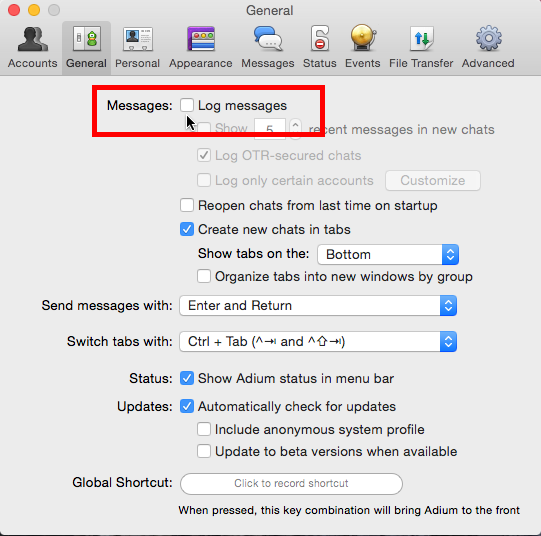 General
Accounts General Personal Appearance Messages Status Events File Transfer Advanced
Messages: Log messages
Show 5 recent messages in new chats
Log OTR-secured chats
Log only certain accounts Customize
Reopen chats from last time on startup
Create new chats in tabs
Show tabs on the: Bottom
Organize tabs into new windows by group
Send messages with: Enter and Return
Switch tabs with: Ctrl + Tab (^⇥ and ^⇧⇥)
Status: Show Adium status in menu bar
Updates: Automatically check for updates
Include anonymous system profile
Update to beta versions when available
Global Shortcut: Click to record shortcut
When pressed, this key combination will bring Adium to the front